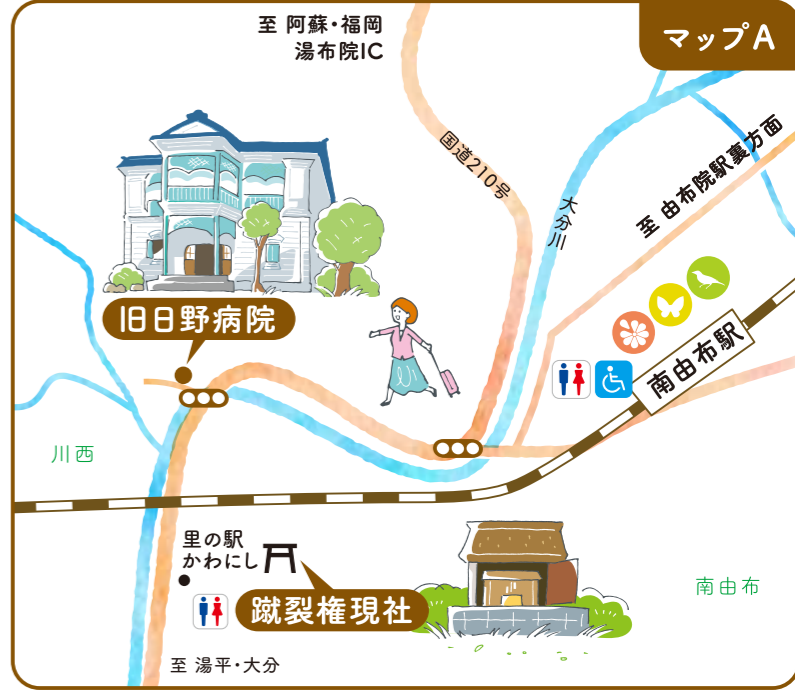 マップA
至 阿蘇・福岡
湯布院IC
国道210号
大分川
至 由布院駅裏方面
旧日野病院
南由布駅
川西
里の駅
かわにし
蹴裂権現社
南由布
至 湯平・大分